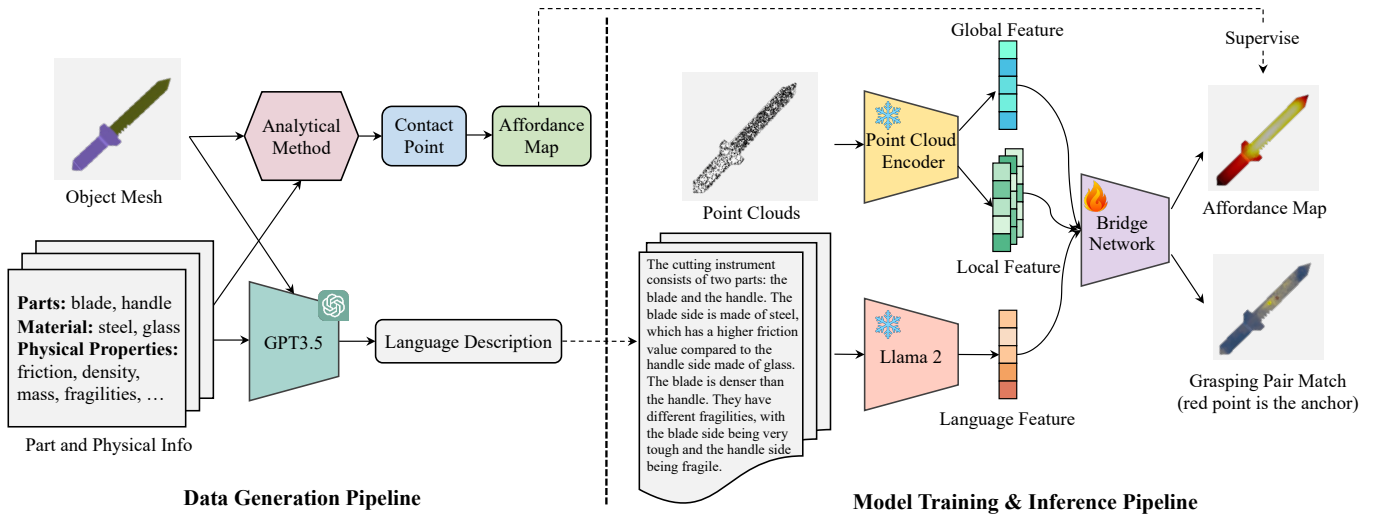 Object Mesh
Analytical
Method
Contact
Point
Affordance
Map
Parts: blade, handle
Material: steel, glass
Physical Properties:
friction, density,
mass, fragilities, …
Part and Physical Info
GPT3.5
Language Description
Data Generation Pipeline
Point Clouds
The cutting instrument
consists of two parts: the
blade and the handle. The
blade side is made of steel,
which has a higher friction
value compared to the
handle side made of glass.
The blade is denser than
the handle. They have
different fragilities, with
the blade side being very
tough and the handle side
being fragile.
Point Cloud
Encoder
Llama 2
Global Feature
Local Feature
Language Feature
Bridge
Network
Supervise
Affordance Map
Grasping Pair Match
(red point is the anchor)
Model Training & Inference Pipeline